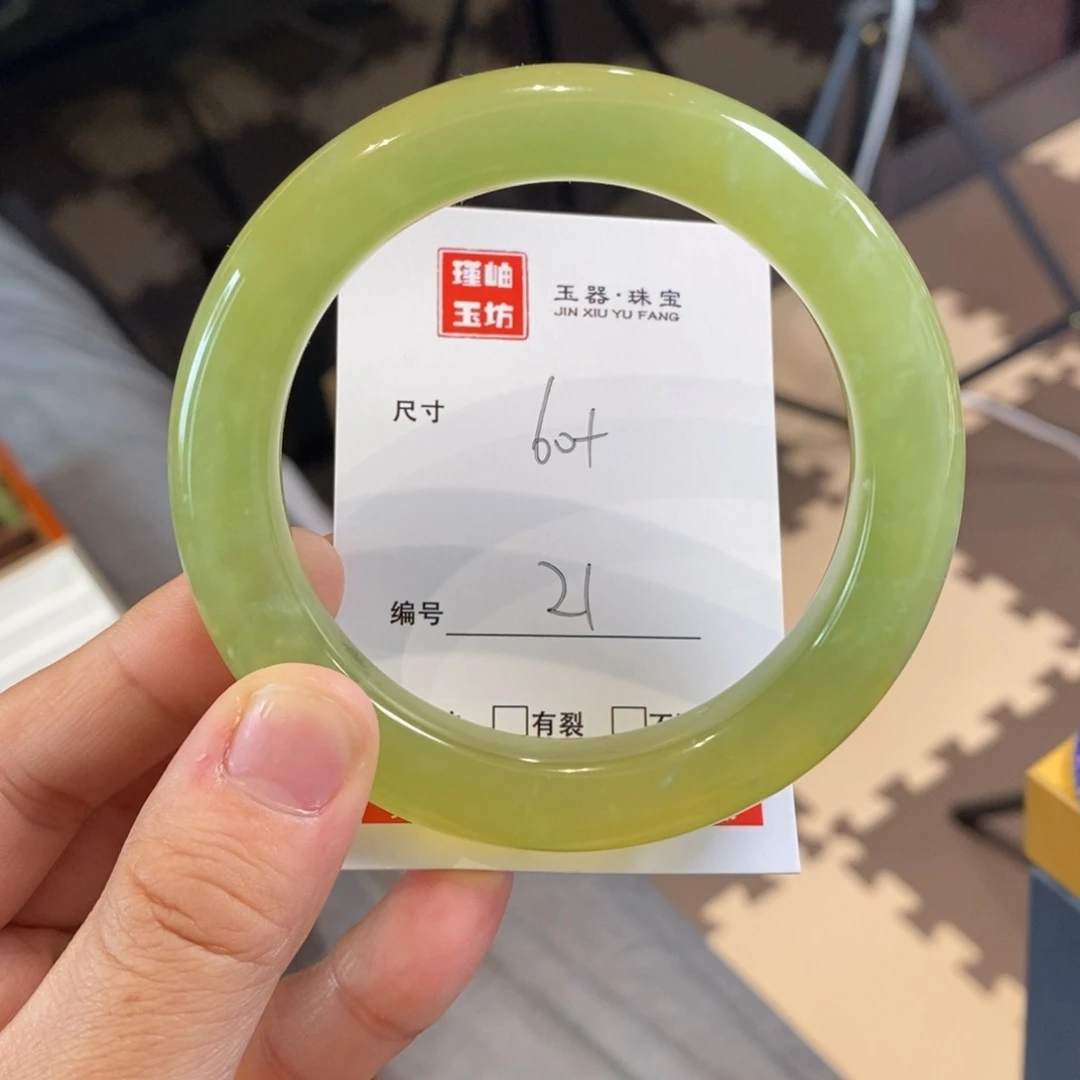 瑾岫
玉坊
玉器·珠宝
JIN XIU YU FANG
尺寸 60+
编号 21
有裂